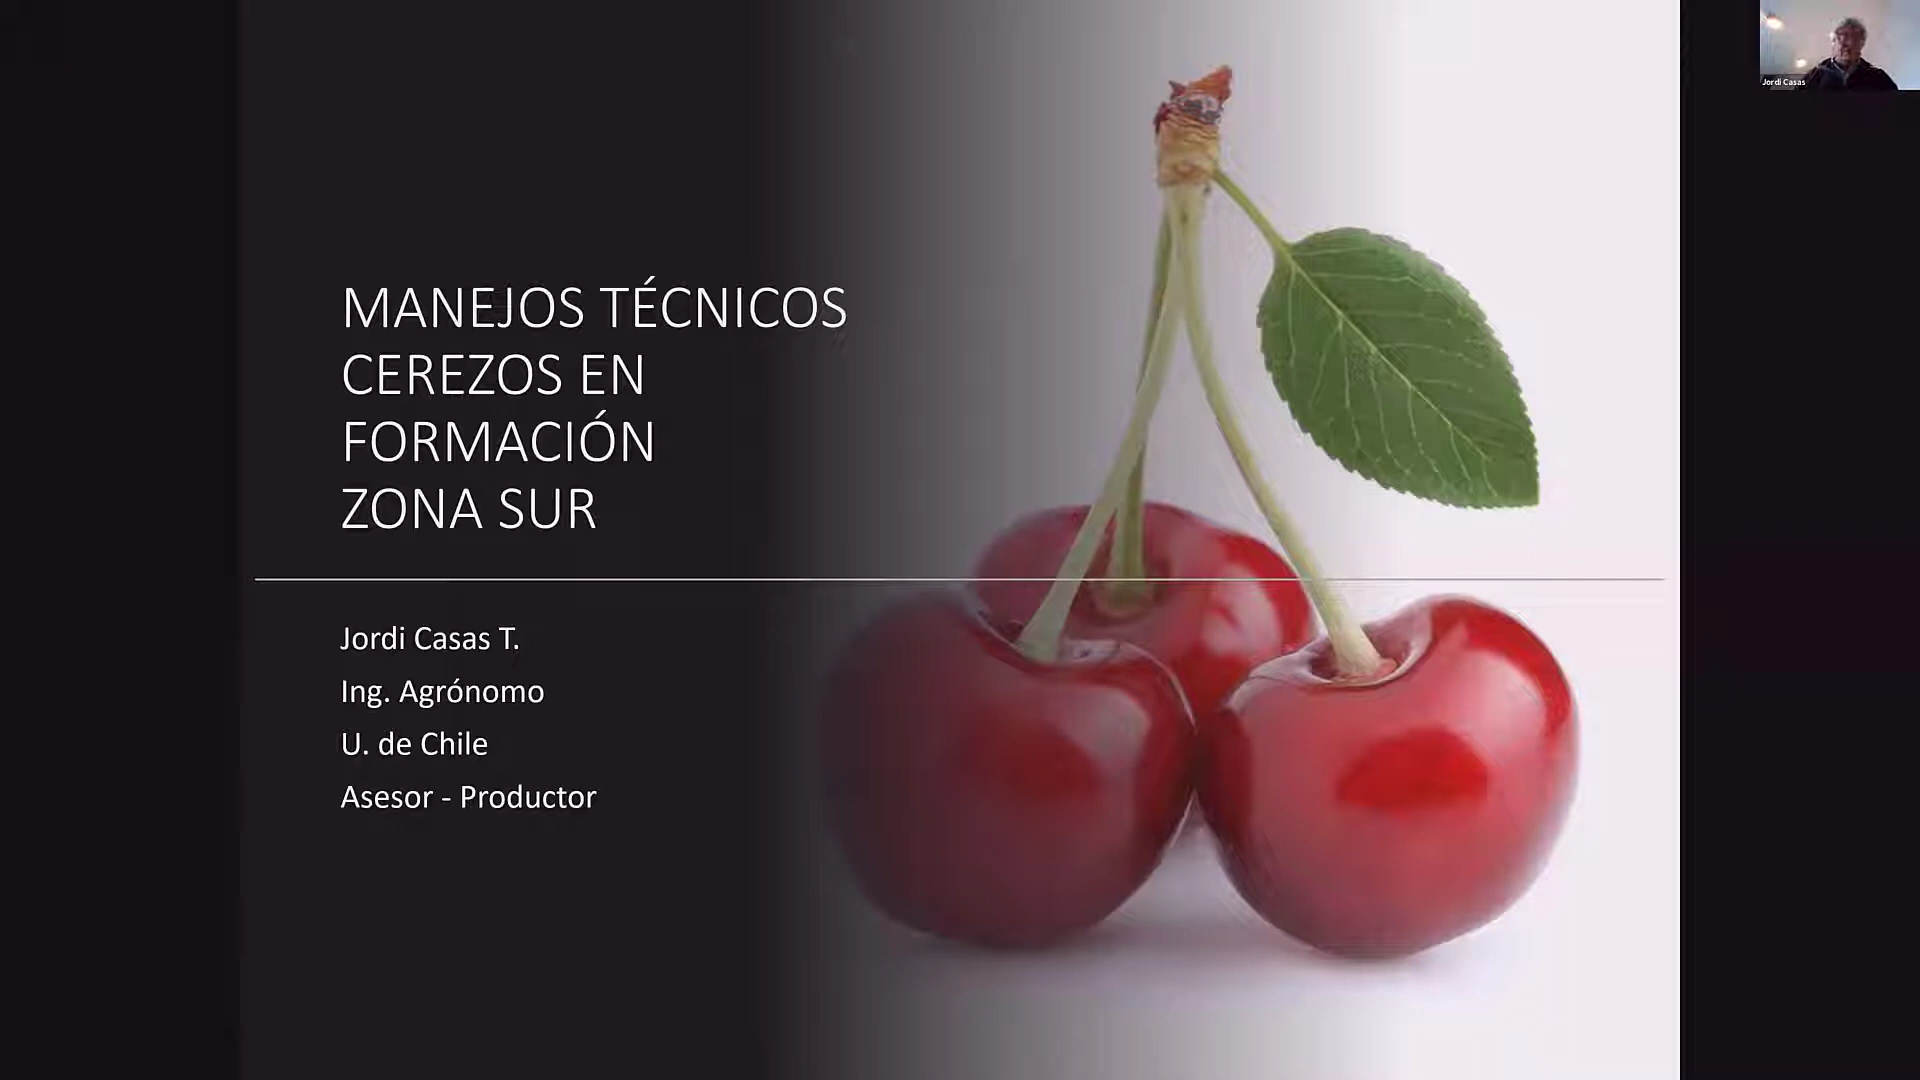 MANEJOS TÉCNICOS
CEREZOS EN
FORMACIÓN
ZONA SUR
Jordi Casas T.
Ing. Agrónomo
U. de Chile
Asesor - Productor
Jordi Casas